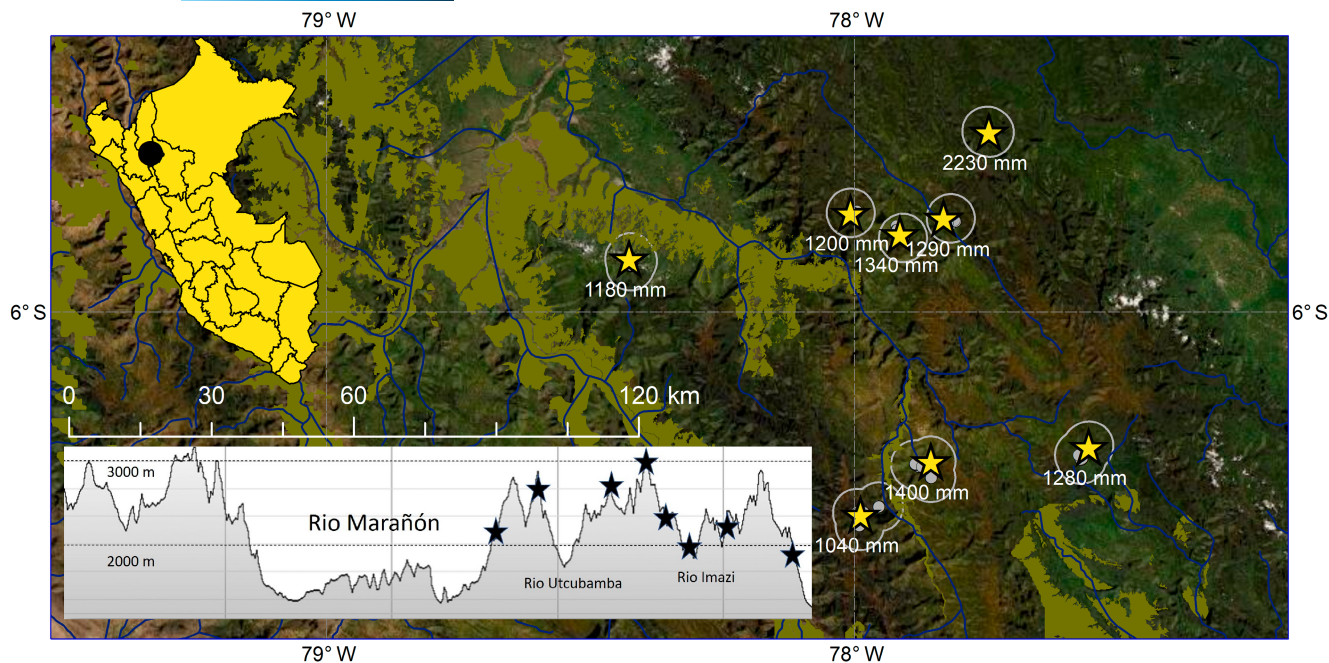 79° W
78° W
2230 mm
1200 mm
1290 mm
1340 mm
1180 mm
6° S
6° S
0
30
60
120 km
3000 m
Rio Marañón
2000 m
Rio Utcubamba
Rio Imazi
1400 mm
1280 mm
1040 mm
79° W
78° W